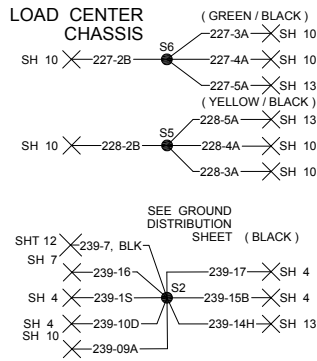 LOAD CENTER
CHASSIS
( GREEN / BLACK )
S6
227-3A SH 10
SH 10 227-2B 227-4A SH 10
227-5A SH 13
( YELLOW / BLACK )
S5 228-5A SH 13
SH 10 228-2B 228-4A SH 10
228-3A SH 10
SEE GROUND
DISTRIBUTION
SHEET ( BLACK )
SHT 12 239-7, BLK
SH 7 239-16 239-17 SH 4
S2
SH 4 239-1S 239-15B SH 4
SH 4 239-10D 239-14H SH 13
SH 10 239-09A